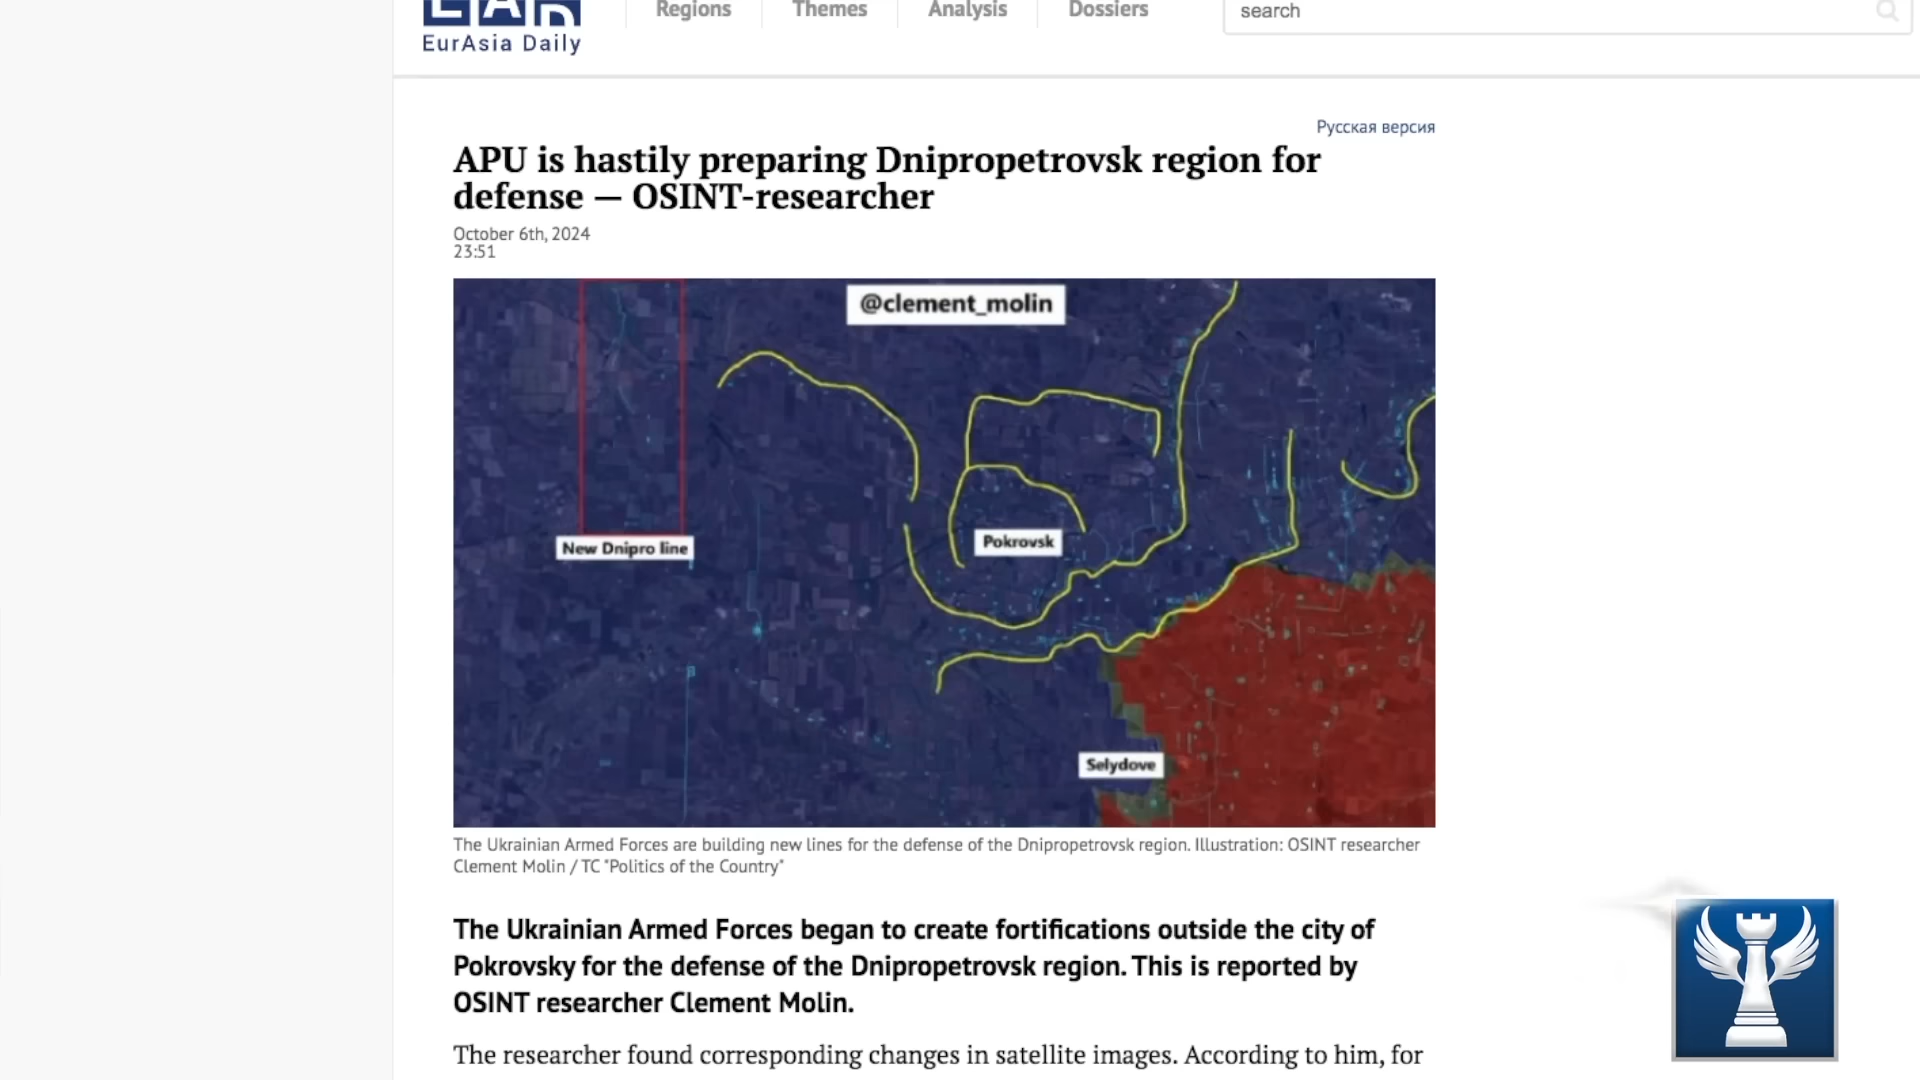 EAD
EurAsia Daily
Regions
Themes
Analysis
Dossiers
search
Русская версия
APU is hastily preparing Dnipropetrovsk region for
defense — OSINT-researcher
October 6th, 2024
23:51
@clement_molin
New Dnipro line
Pokrovsk
Selydove
The Ukrainian Armed Forces are building new lines for the defense of the Dnipropetrovsk region. Illustration: OSINT researcher
Clement Molin / TC "Politics of the Country"
The Ukrainian Armed Forces began to create fortifications outside the city of
Pokrovsky for the defense of the Dnipropetrovsk region. This is reported by
OSINT researcher Clement Molin.
The researcher found corresponding changes in satellite images. According to him, for